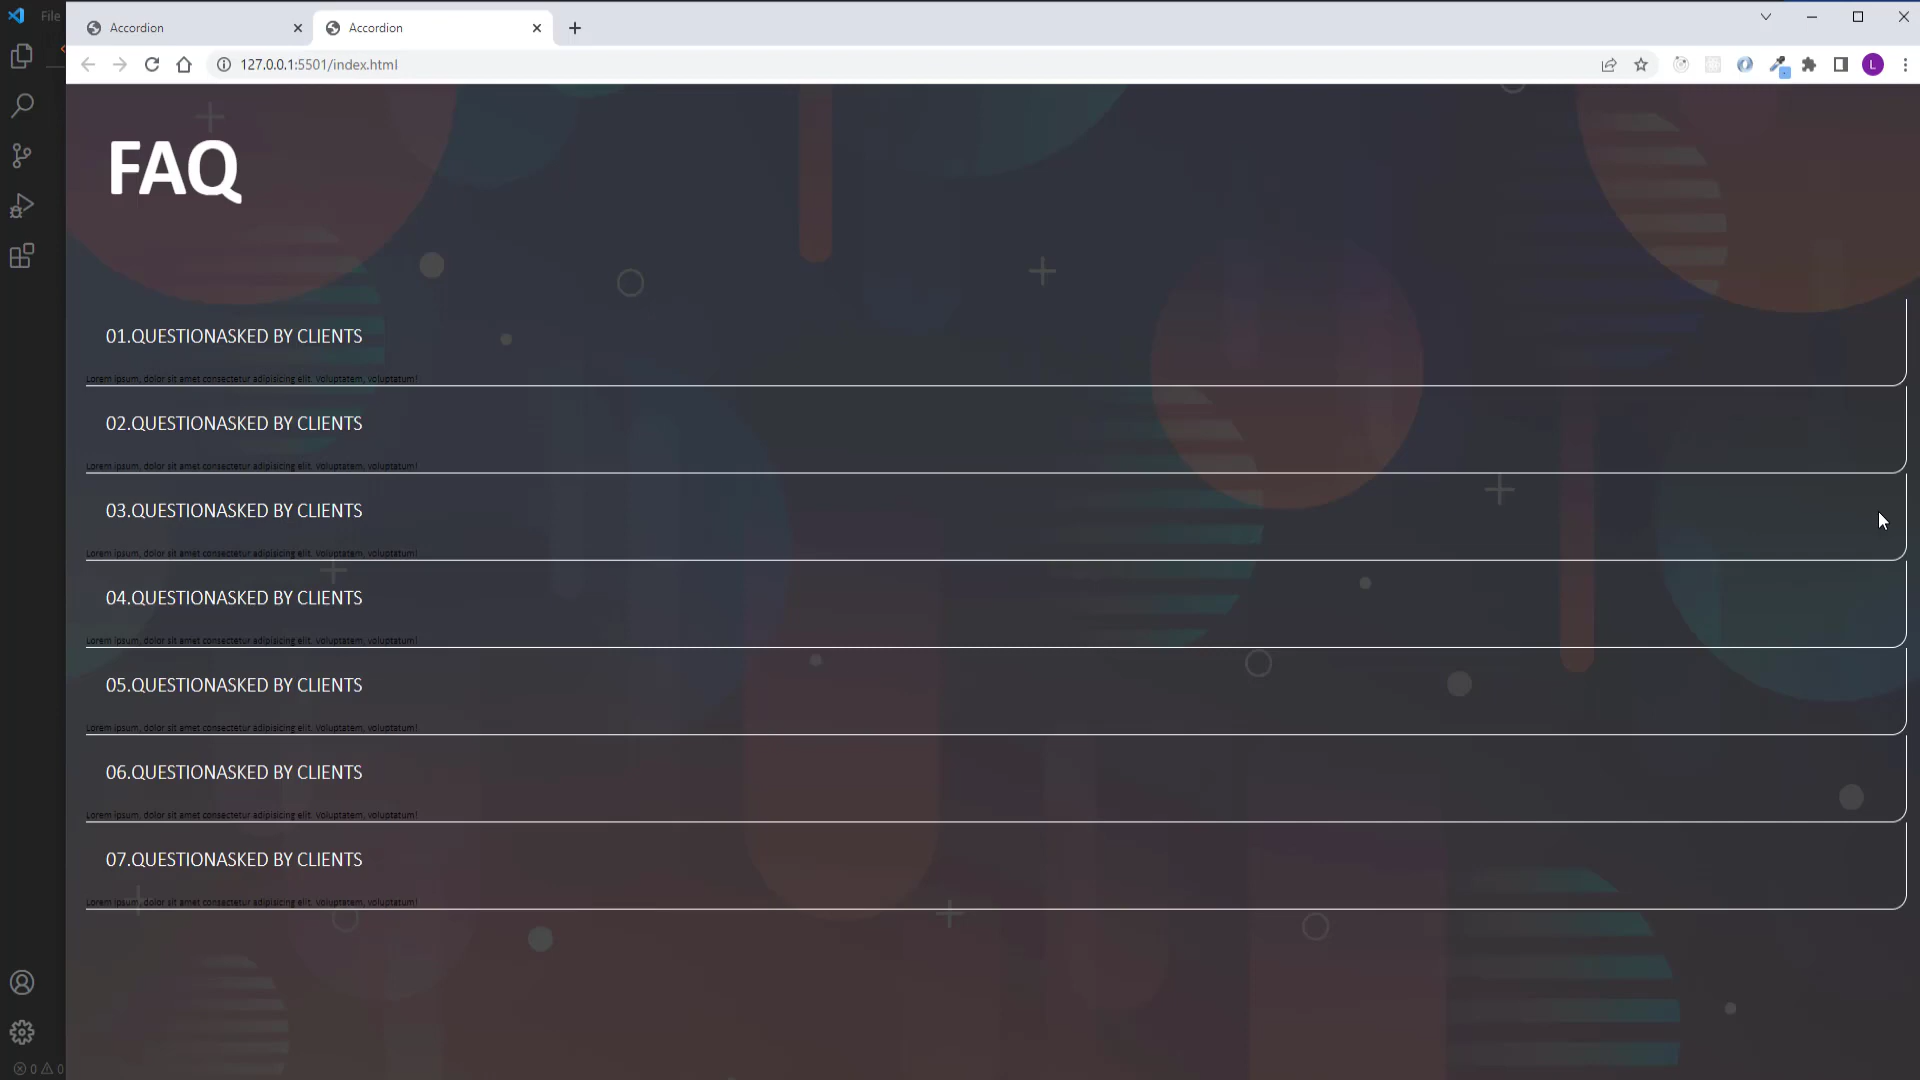 File
Accordion
Accordion
127.0.0.1:5501/index.html
L
FAQ
01.QUESTIONASKED BY CLIENTS
Lorem ipsum, dolor sit amet consectetur adipisicing elit. Voluptatem, voluptatum!
02.QUESTIONASKED BY CLIENTS
Lorem ipsum, dolor sit amet consectetur adipisicing elit. Voluptatem, voluptatum!
03.QUESTIONASKED BY CLIENTS
Lorem ipsum, dolor sit amet consectetur adipisicing elit. Voluptatem, voluptatum!
04.QUESTIONASKED BY CLIENTS
Lorem ipsum, dolor sit amet consectetur adipisicing elit. Voluptatem, voluptatum!
05.QUESTIONASKED BY CLIENTS
Lorem ipsum, dolor sit amet consectetur adipisicing elit. Voluptatem, voluptatum!
06.QUESTIONASKED BY CLIENTS
Lorem ipsum, dolor sit amet consectetur adipisicing elit. Voluptatem, voluptatum!
07.QUESTIONASKED BY CLIENTS
Lorem ipsum, dolor sit amet consectetur adipisicing elit. Voluptatem, voluptatum!
0 0